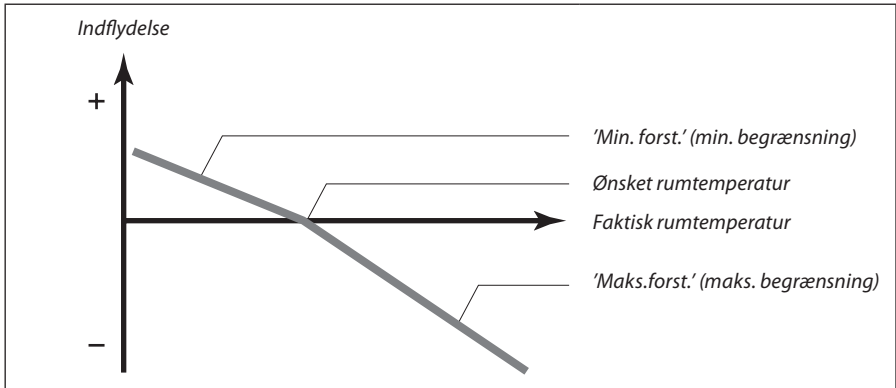 Indflydelse
+
'Min. forst.' (min. begrænsning)
Ønsket rumtemperatur
Faktisk rumtemperatur
'Maks.forst.' (maks. begrænsning)
–